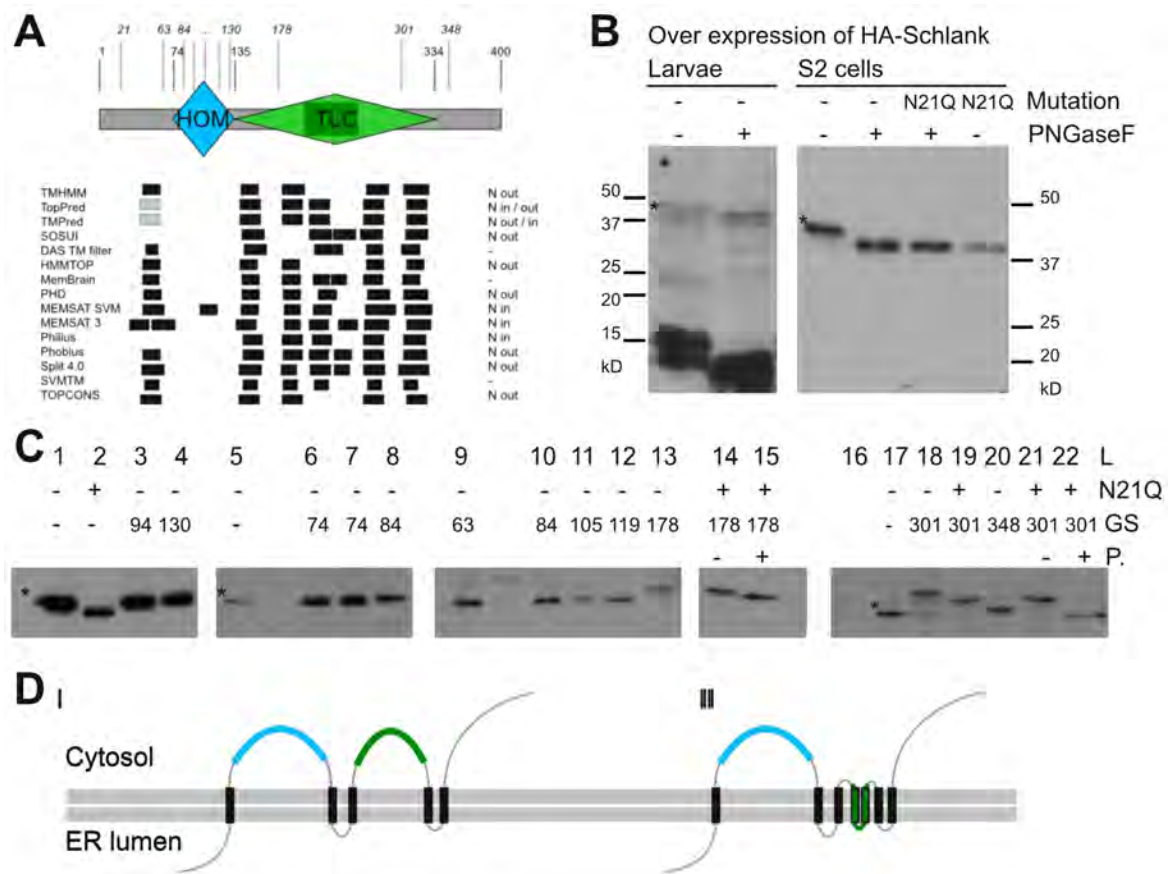 A
21 63 84 ... 130 178 301 348
1 74 135 334 400
HOM TLC
TMHMM N out
TopPred N in / out
TMPred N out / in
SOSUI N out
DAS TM filter -
HMMTOP N out
MemBrain -
PHD N out
MEMSAT SVM N in
MEMSAT 3 N in
Philius N in
Phobius N out
Split 4.0 N out
SVMTM -
TOPCONS N out
B
Over expression of HA-Schlank
Larvae S2 cells
- - - - N21Q N21Q Mutation
- + - + + - PNGaseF
*
50 50
* *
37 37
25 25
20 20
15
kD kD
C
1 2 3 4 5 6 7 8 9 10 11 12 13 14 15 16 17 18 19 20 21 22 L
- + - - - - - - - - - - - + + - - + - + + N21Q
- - 94 130 - 74 74 84 63 84 105 119 178 178 178 - 301 301 348 301 301 GS
- + - + P.
* * *
D
I II
Cytosol
ER lumen